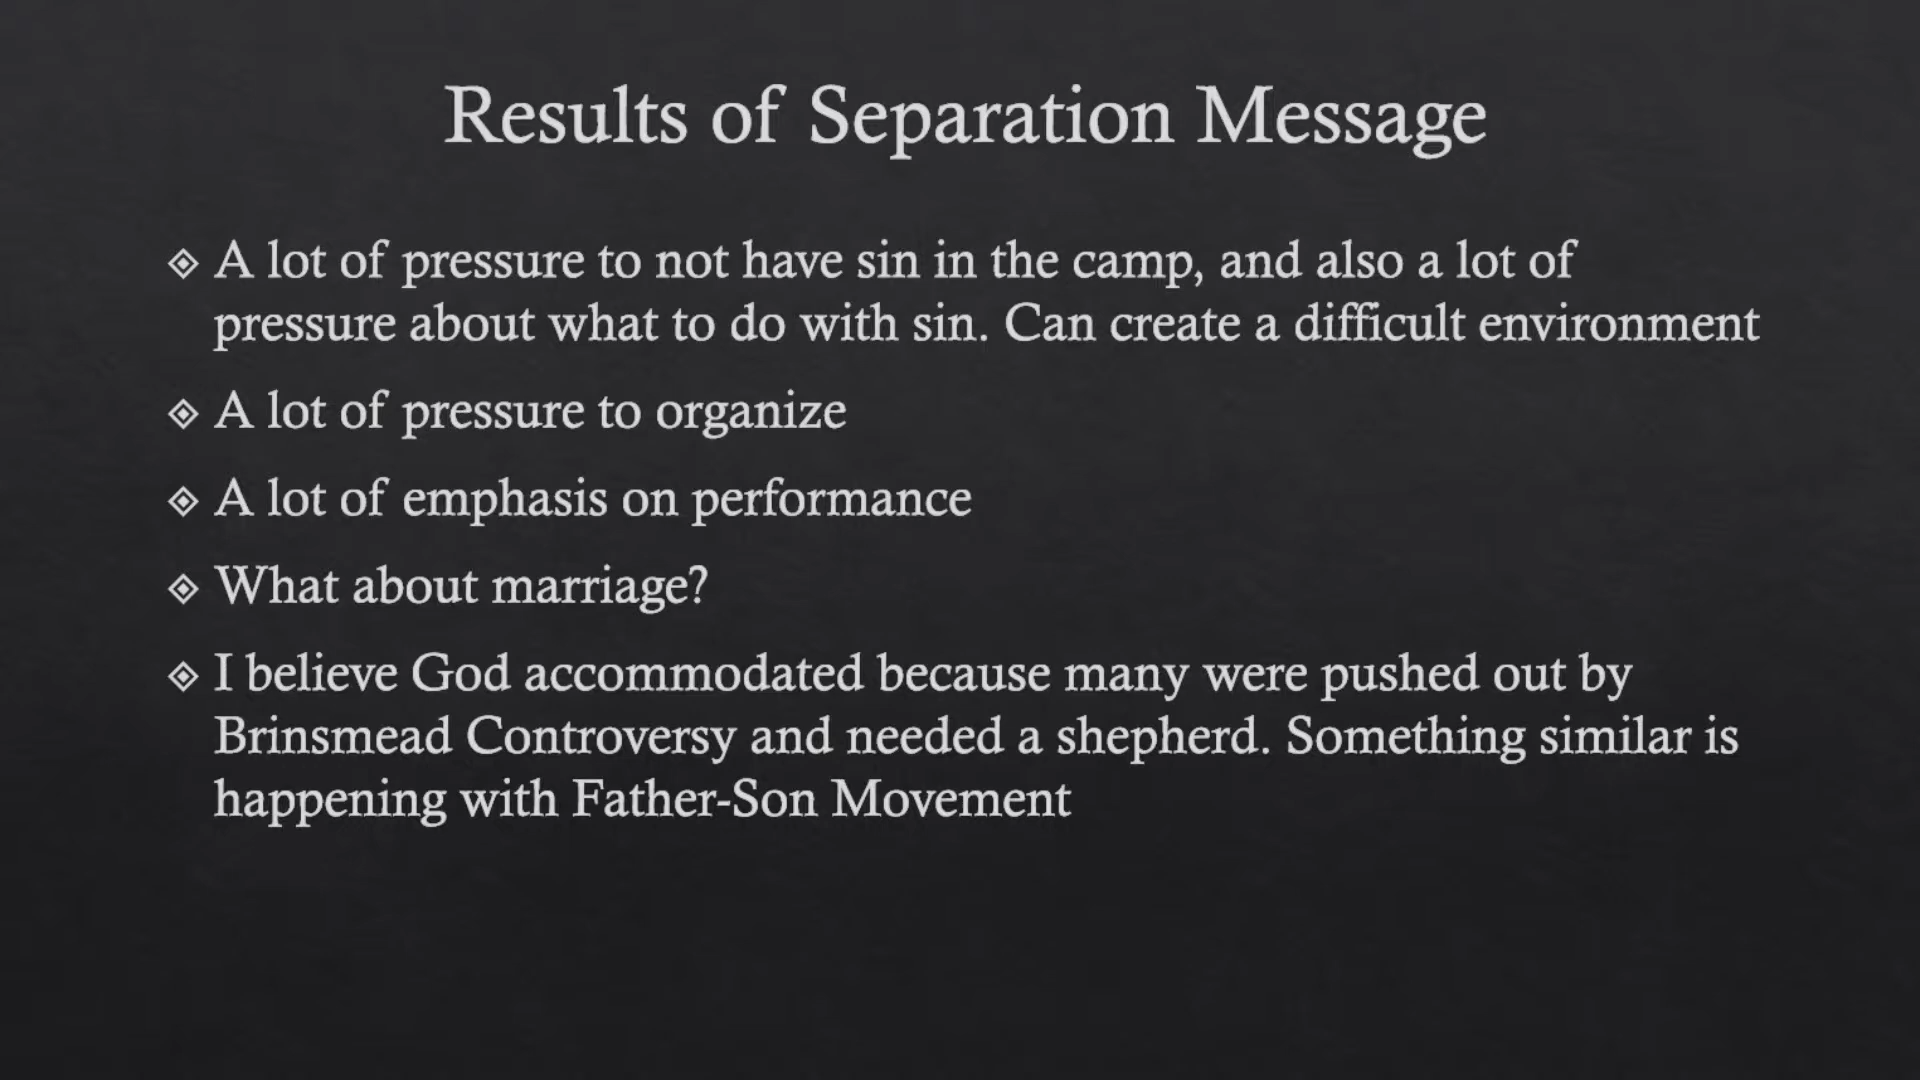 Results of Separation Message
A lot of pressure to not have sin in the camp, and also a lot of
pressure about what to do with sin. Can create a difficult environment
A lot of pressure to organize
A lot of emphasis on performance
What about marriage?
I believe God accommodated because many were pushed out by
Brinsmead Controversy and needed a shepherd. Something similar is
happening with Father-Son Movement